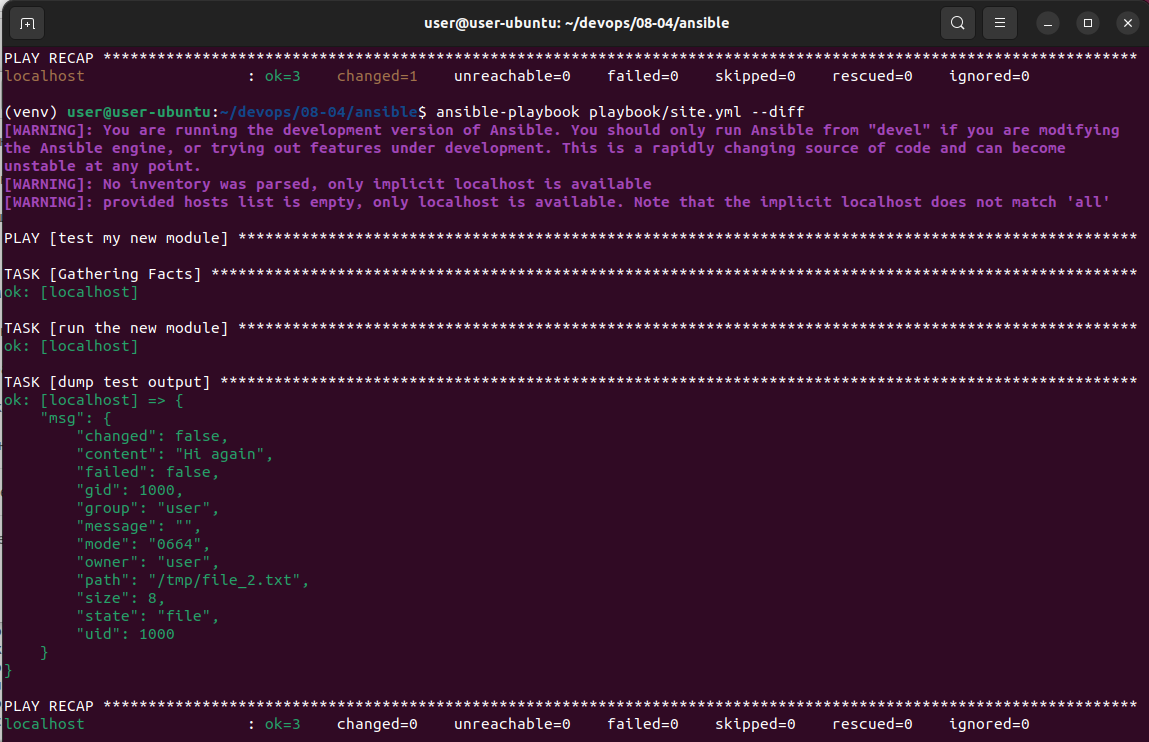 user@user-ubuntu: ~/devops/08-04/ansible
PLAY RECAP *******************************************************************************************************************
localhost                  : ok=3    changed=1    unreachable=0    failed=0    skipped=0    rescued=0    ignored=0
(venv) user@user-ubuntu:~/devops/08-04/ansible$ ansible-playbook playbook/site.yml --diff
[WARNING]: You are running the development version of Ansible. You should only run Ansible from "devel" if you are modifying
the Ansible engine, or trying out features under development. This is a rapidly changing source of code and can become
unstable at any point.
[WARNING]: No inventory was parsed, only implicit localhost is available
[WARNING]: provided hosts list is empty, only localhost is available. Note that the implicit localhost does not match 'all'
PLAY [test my new module] ****************************************************************************************************
TASK [Gathering Facts] *******************************************************************************************************
ok: [localhost]
TASK [run the new module] ****************************************************************************************************
ok: [localhost]
TASK [dump test output] ******************************************************************************************************
ok: [localhost] => {
    "msg": {
        "changed": false,
        "content": "Hi again",
        "failed": false,
        "gid": 1000,
        "group": "user",
        "message": "",
        "mode": "0664",
        "owner": "user",
        "path": "/tmp/file_2.txt",
        "size": 8,
        "state": "file",
        "uid": 1000
    }
}
PLAY RECAP *******************************************************************************************************************
localhost                  : ok=3    changed=0    unreachable=0    failed=0    skipped=0    rescued=0    ignored=0